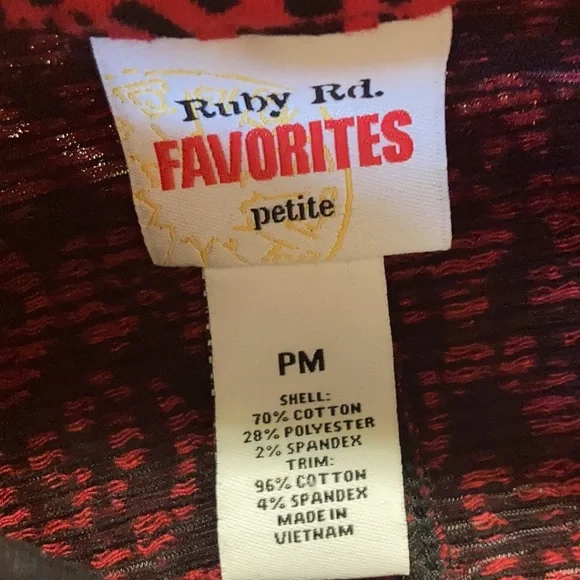 Ruby Rd.
FAVORITES
petite
PM
SHELL:
70% COTTON
28% POLYESTER
2% SPANDEX
TRIM:
96% COTTON
4% SPANDEX
MADE IN
VIETNAM